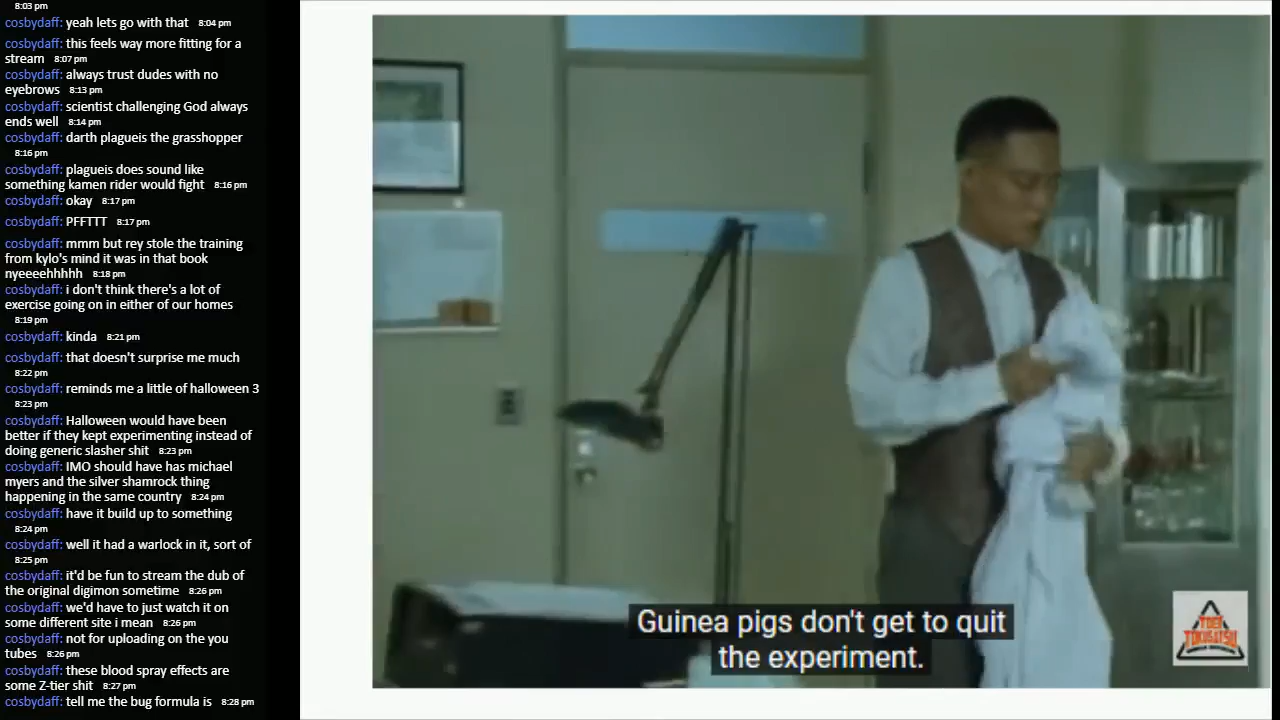 8:03 pm
cosbydaff: yeah lets go with that 8:04 pm
cosbydaff: this feels way more fitting for a
stream 8:07 pm
cosbydaff: always trust dudes with no
eyebrows 8:13 pm
cosbydaff: scientist challenging God always
ends well 8:14 pm
cosbydaff: darth plagueis the grasshopper
8:16 pm
cosbydaff: plagueis does sound like
something kamen rider would fight 8:16 pm
cosbydaff: okay 8:17 pm
cosbydaff: PFFTTT 8:17 pm
cosbydaff: mmm but rey stole the training
from kylo's mind it was in that book
nyeeeehhhhh 8:18 pm
cosbydaff: i don't think there's a lot of
exercise going on in either of our homes
8:19 pm
cosbydaff: kinda 8:21 pm
cosbydaff: that doesn't surprise me much
8:22 pm
cosbydaff: reminds me a little of halloween 3
8:23 pm
cosbydaff: Halloween would have been
better if they kept experimenting instead of
doing generic slasher shit 8:23 pm
cosbydaff: IMO should have has michael
myers and the silver shamrock thing
happening in the same country 8:24 pm
cosbydaff: have it build up to something
8:24 pm
cosbydaff: well it had a warlock in it, sort of
8:25 pm
cosbydaff: it'd be fun to stream the dub of
the original digimon sometime 8:26 pm
cosbydaff: we'd have to just watch it on
some different site i mean 8:26 pm
cosbydaff: not for uploading on the you
tubes 8:26 pm
cosbydaff: these blood spray effects are
some Z-tier shit 8:27 pm
cosbydaff: tell me the bug formula is 8:28 pm
Guinea pigs don't get to quit
the experiment.
TOEI
TOKUSATSU